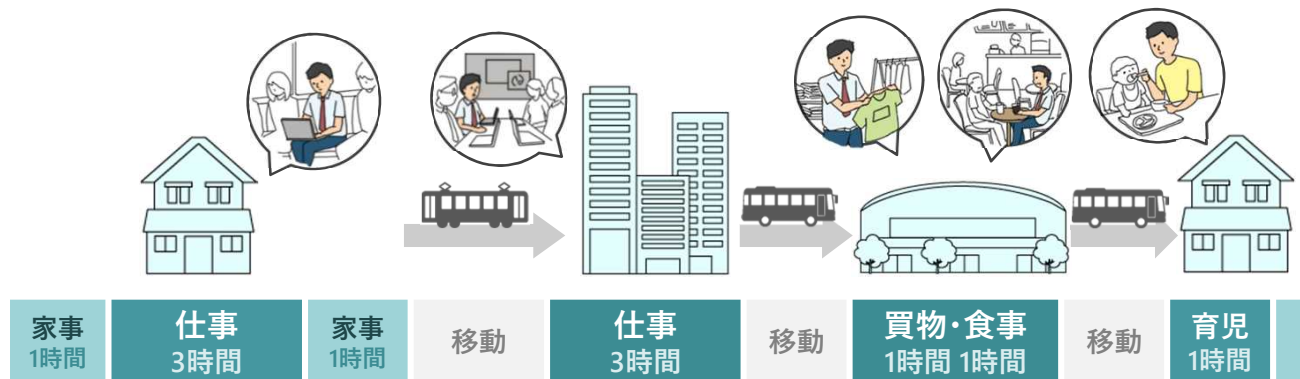 家事
1時間
仕事
3時間
家事
1時間
移動
仕事
3時間
移動
買物・食事
1時間 1時間
移動
育児
1時間